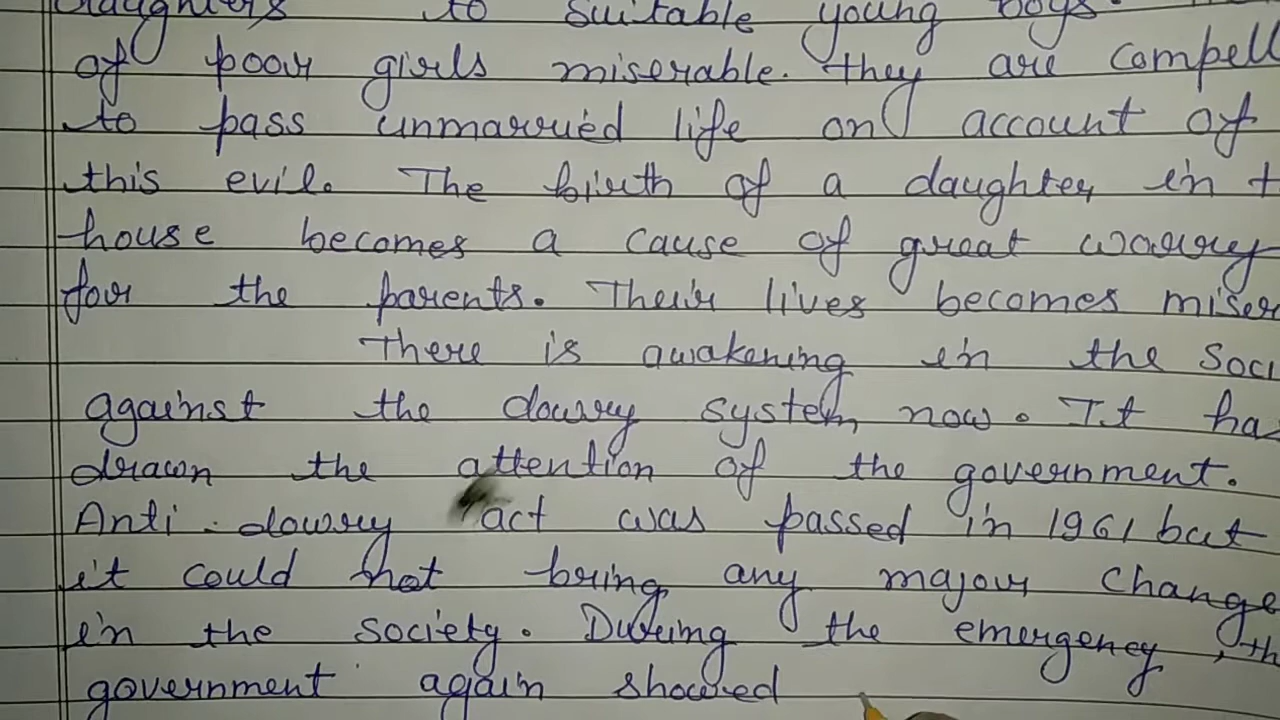 daughters to suitable young boys.
of poor girls miserable. They are compell
to pass unmarried life on account of
this evil. The birth of a daughter in t
house becomes a cause of great worry
for the parents. Their lives becomes miser
There is awakening in the Soci
against the dowry system now. It has
drawn the attention of the government.
Anti-dowry act was passed in 1961 but
it could not bring any major change
in the society. During the emergency, th
government again showed